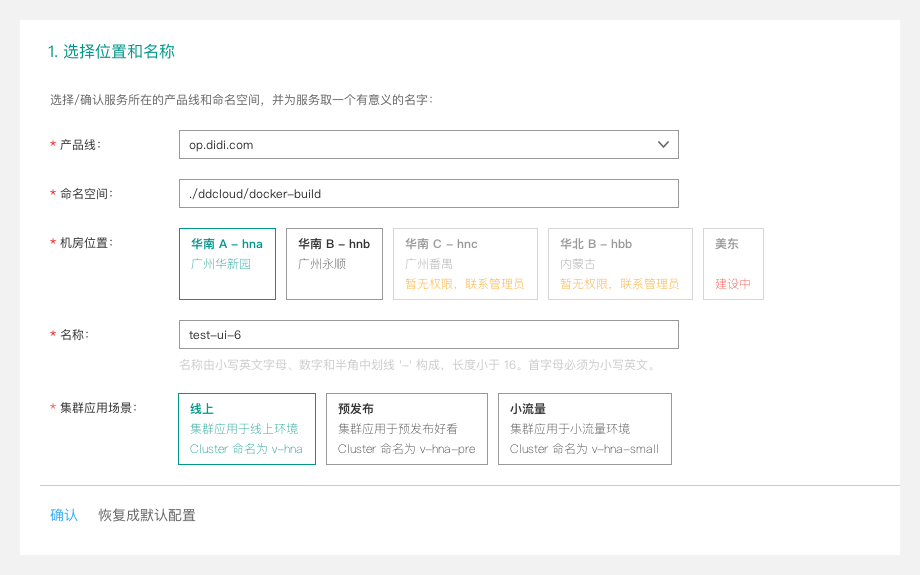 1. 选择位置和名称
选择/确认服务所在的产品线和命名空间，并为服务取一个有意义的名字：
* 产品线： op.didi.com
* 命名空间： ./ddcloud/docker-build
* 机房位置：
华南 A - hna
广州华新园
华南 B - hnb
广州永顺
华南 C - hnc
广州番禺
暂无权限，联系管理员
华北 B - hbb
内蒙古
暂无权限，联系管理员
美东
建设中
* 名称： test-ui-6
名称由小写英文字母、数字和半角中划线 '-' 构成，长度小于 16。首字母必须为小写英文。
* 集群应用场景：
线上
集群应用于线上环境
Cluster 命名为 v-hna
预发布
集群应用于预发布好看
Cluster 命名为 v-hna-pre
小流量
集群应用于小流量环境
Cluster 命名为 v-hna-small
确认 恢复成默认配置